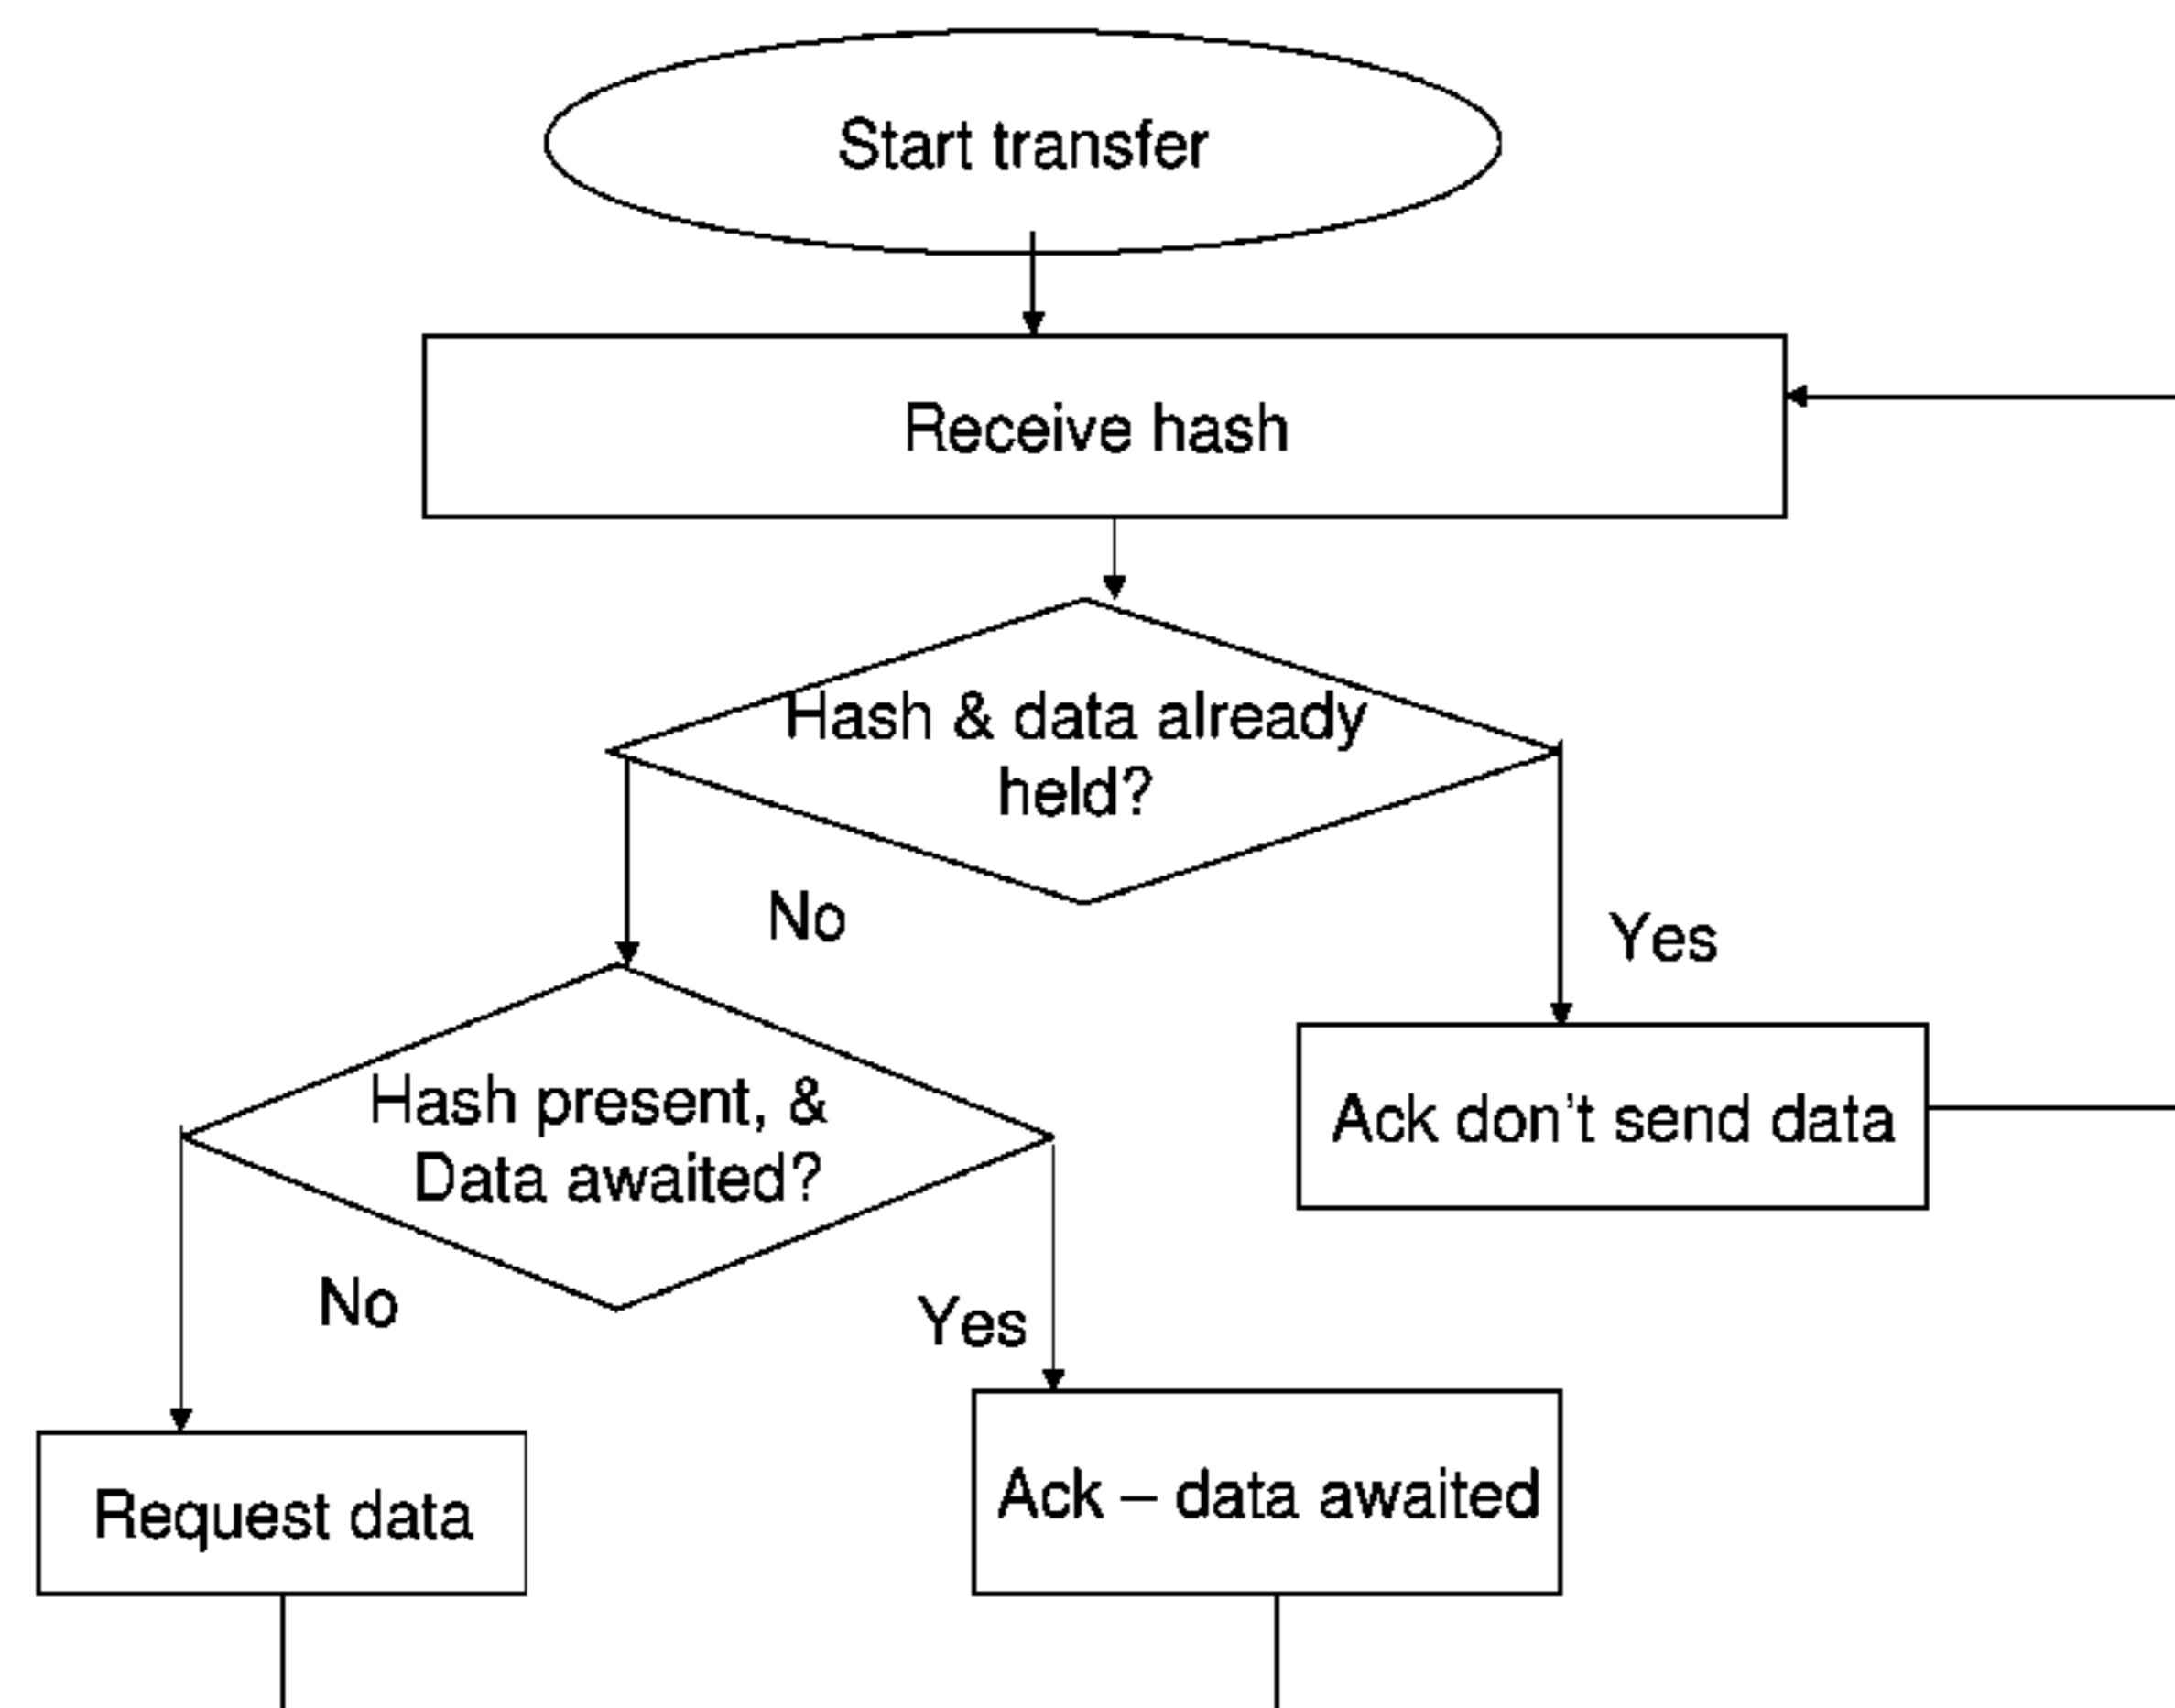 Start transfer
Receive hash
Hash & data already
held?
No
Yes
Hash present, &
Data awaited?
Ack don't send data
No
Yes
Ack – data awaited
Request data